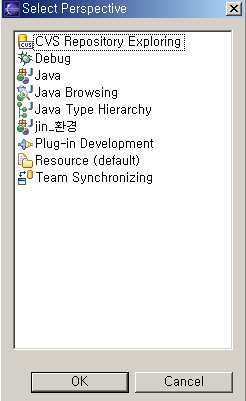 Select Perspective
CVS Repository Exploring
Debug
Java
Java Browsing
Java Type Hierarchy
jin_환경
Plug-in Development
Resource (default)
Team Synchronizing
OK
Cancel